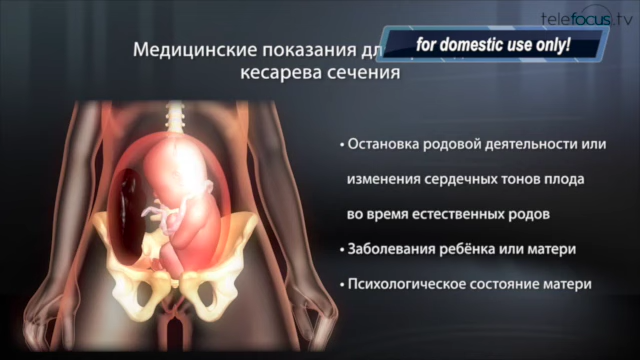 telefocus.tv
for domestic use only!
Медицинские показания для
кесарева сечения
• Остановка родовой деятельности или
изменения сердечных тонов плода
во время естественных родов
• Заболевания ребёнка или матери
• Психологическое состояние матери